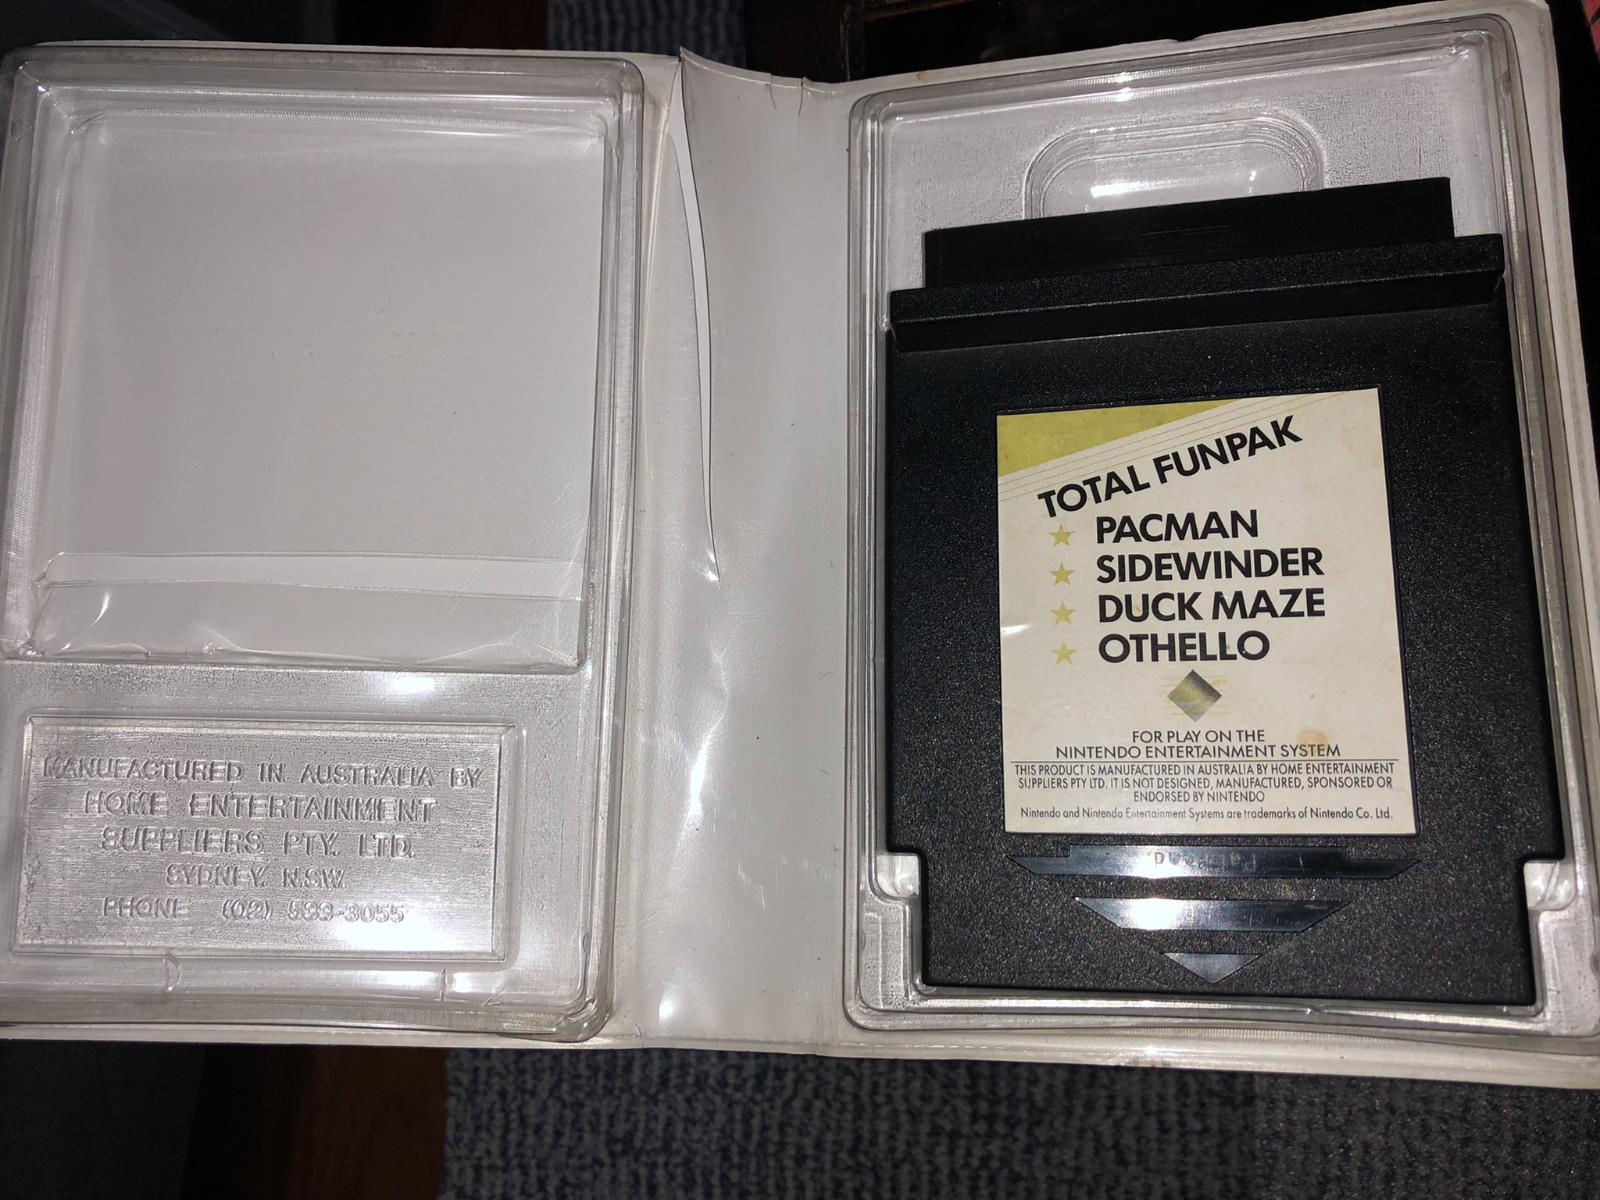 MANUFACTURED IN AUSTRALIA BY
HOME ENTERTAINMENT
SUPPLIERS PTY. LTD.
SYDNEY. N.S.W.
PHONE (02) 533-3055
TOTAL FUNPAK
PACMAN
SIDEWINDER
DUCK MAZE
OTHELLO
FOR PLAY ON THE
NINTENDO ENTERTAINMENT SYSTEM
THIS PRODUCT IS MANUFACTURED IN AUSTRALIA BY HOME ENTERTAINMENT
SUPPLIERS PTY LTD. IT IS NOT DESIGNED, MANUFACTURED, SPONSORED OR
ENDORSED BY NINTENDO
Nintendo and Nintendo Entertainment Systems are trademarks of Nintendo Co. Ltd.